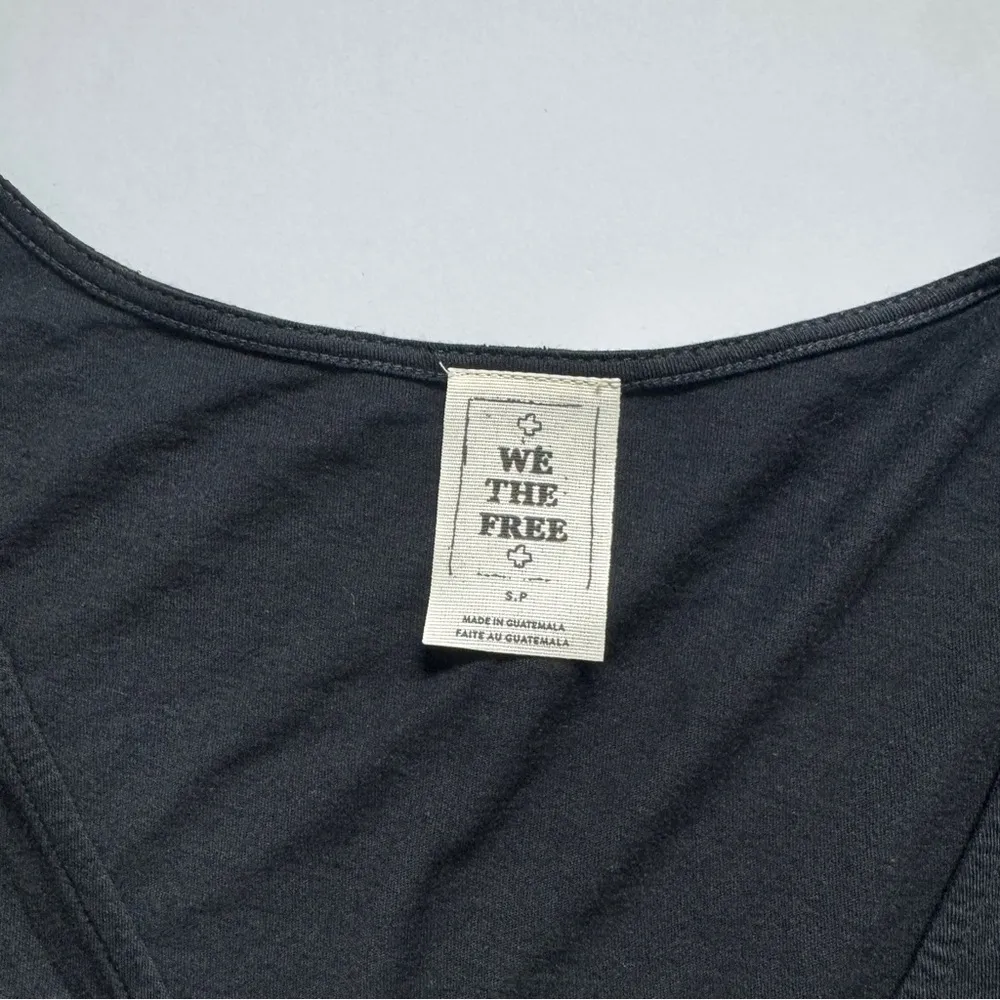 WE
THE
FREE
S.P
MADE IN GUATEMALA
FAITE AU GUATEMALA